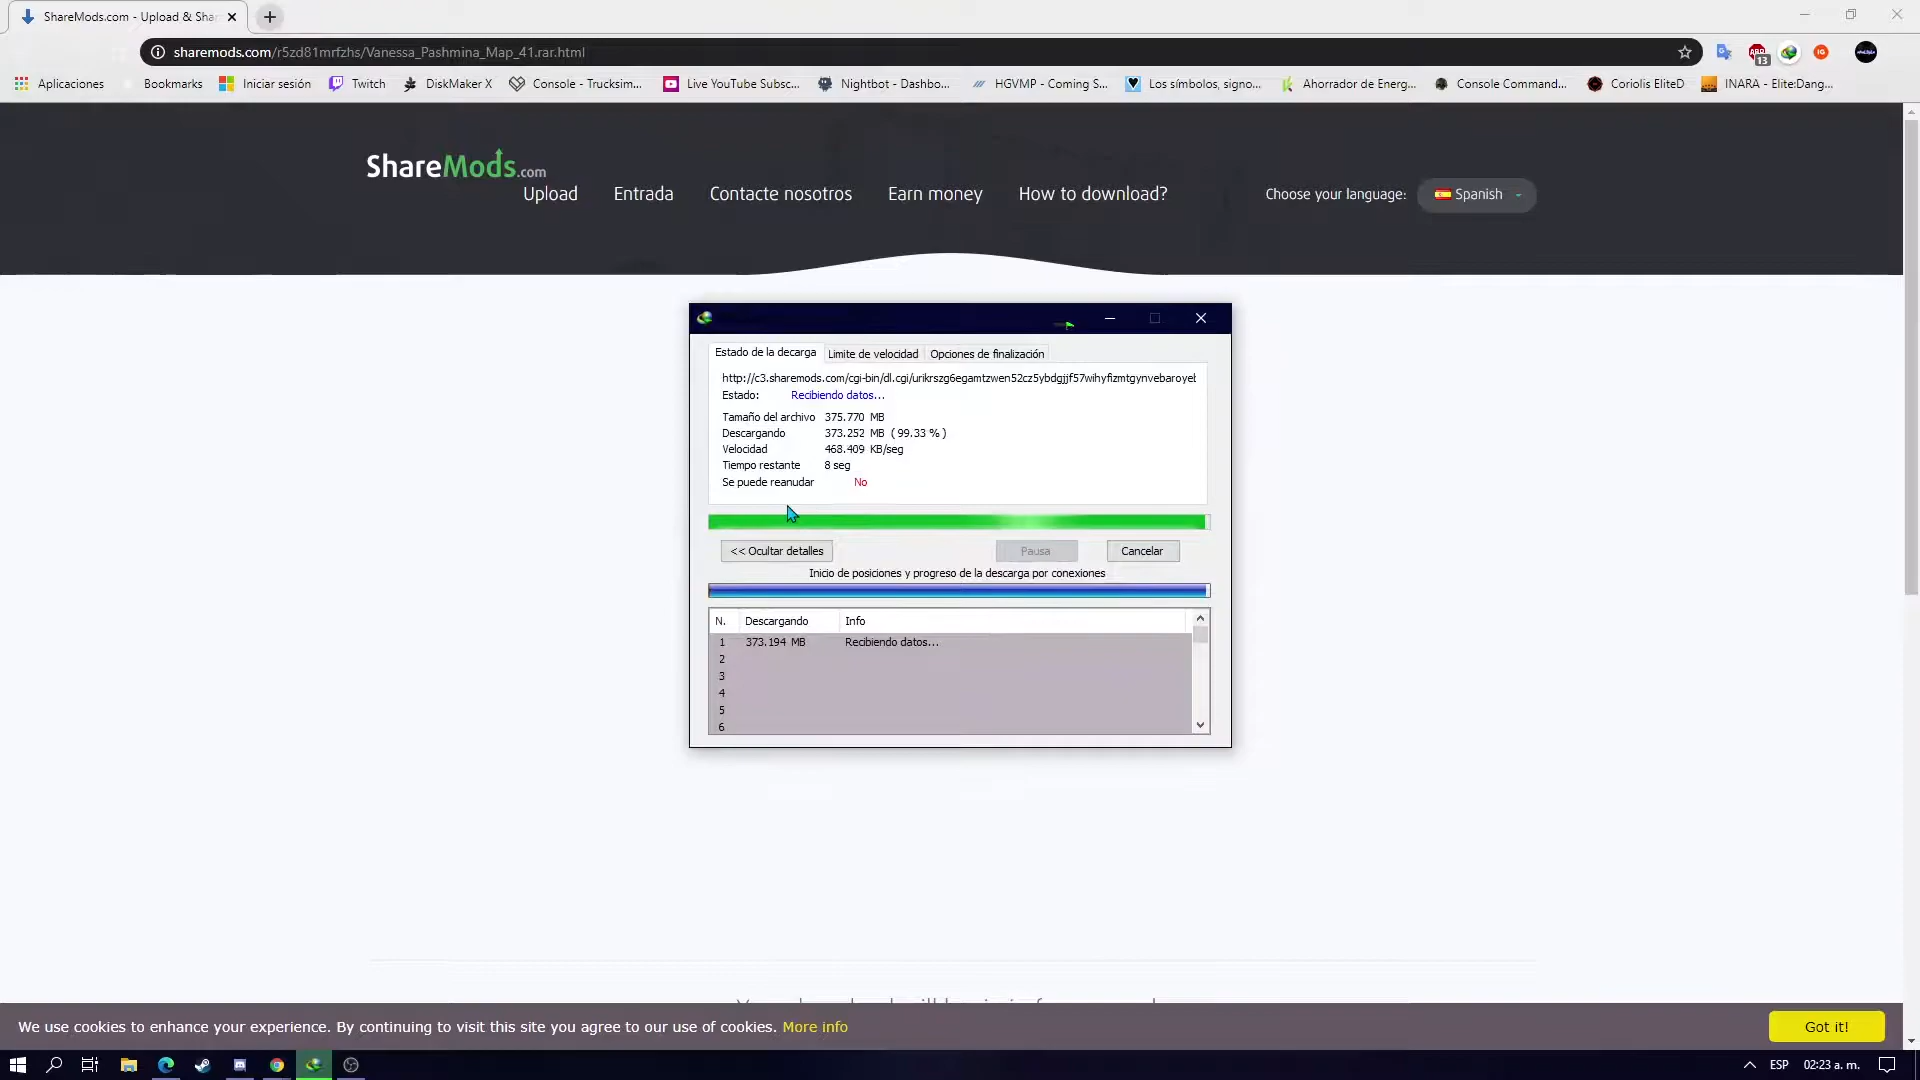 ShareMods.com - Upload & Shar
sharemods.com/r5zd81mrfzhs/Vanessa_Pashmina_Map_41.rar.html
13
Aplicaciones
Bookmarks
Iniciar sesión
Twitch
DiskMaker X
Console - Trucksim...
Live YouTube Subsc...
Nightbot - Dashbo...
HGVMP - Coming S...
Los símbolos, signo...
Ahorrador de Energ...
Console Command...
Coriolis EliteD
INARA - Elite:Dang...
ShareMods.com
Upload
Entrada
Contacte nosotros
Earn money
How to download?
Choose your language:
Spanish
Estado de la decarga
Limite de velocidad
Opciones de finalización
http://c3.sharemods.com/cgi-bin/dl.cgi/urikrszg6egamtzwen52cz5ybdgjjf57wihyfizmtgynvebaroyeb
Estado: Recibiendo datos...
Tamaño del archivo 375.770 MB
Descargando 373.252 MB ( 99.33 % )
Velocidad 468.409 KB/seg
Tiempo restante 8 seg
Se puede reanudar No
<< Ocultar detalles
Pausa
Cancelar
Inicio de posiciones y progreso de la descarga por conexiones
N. Descargando Info
1 373.194 MB Recibiendo datos...
2
3
4
5
6
We use cookies to enhance your experience. By continuing to visit this site you agree to our use of cookies. More info
Got it!
ESP
02:23 a. m.